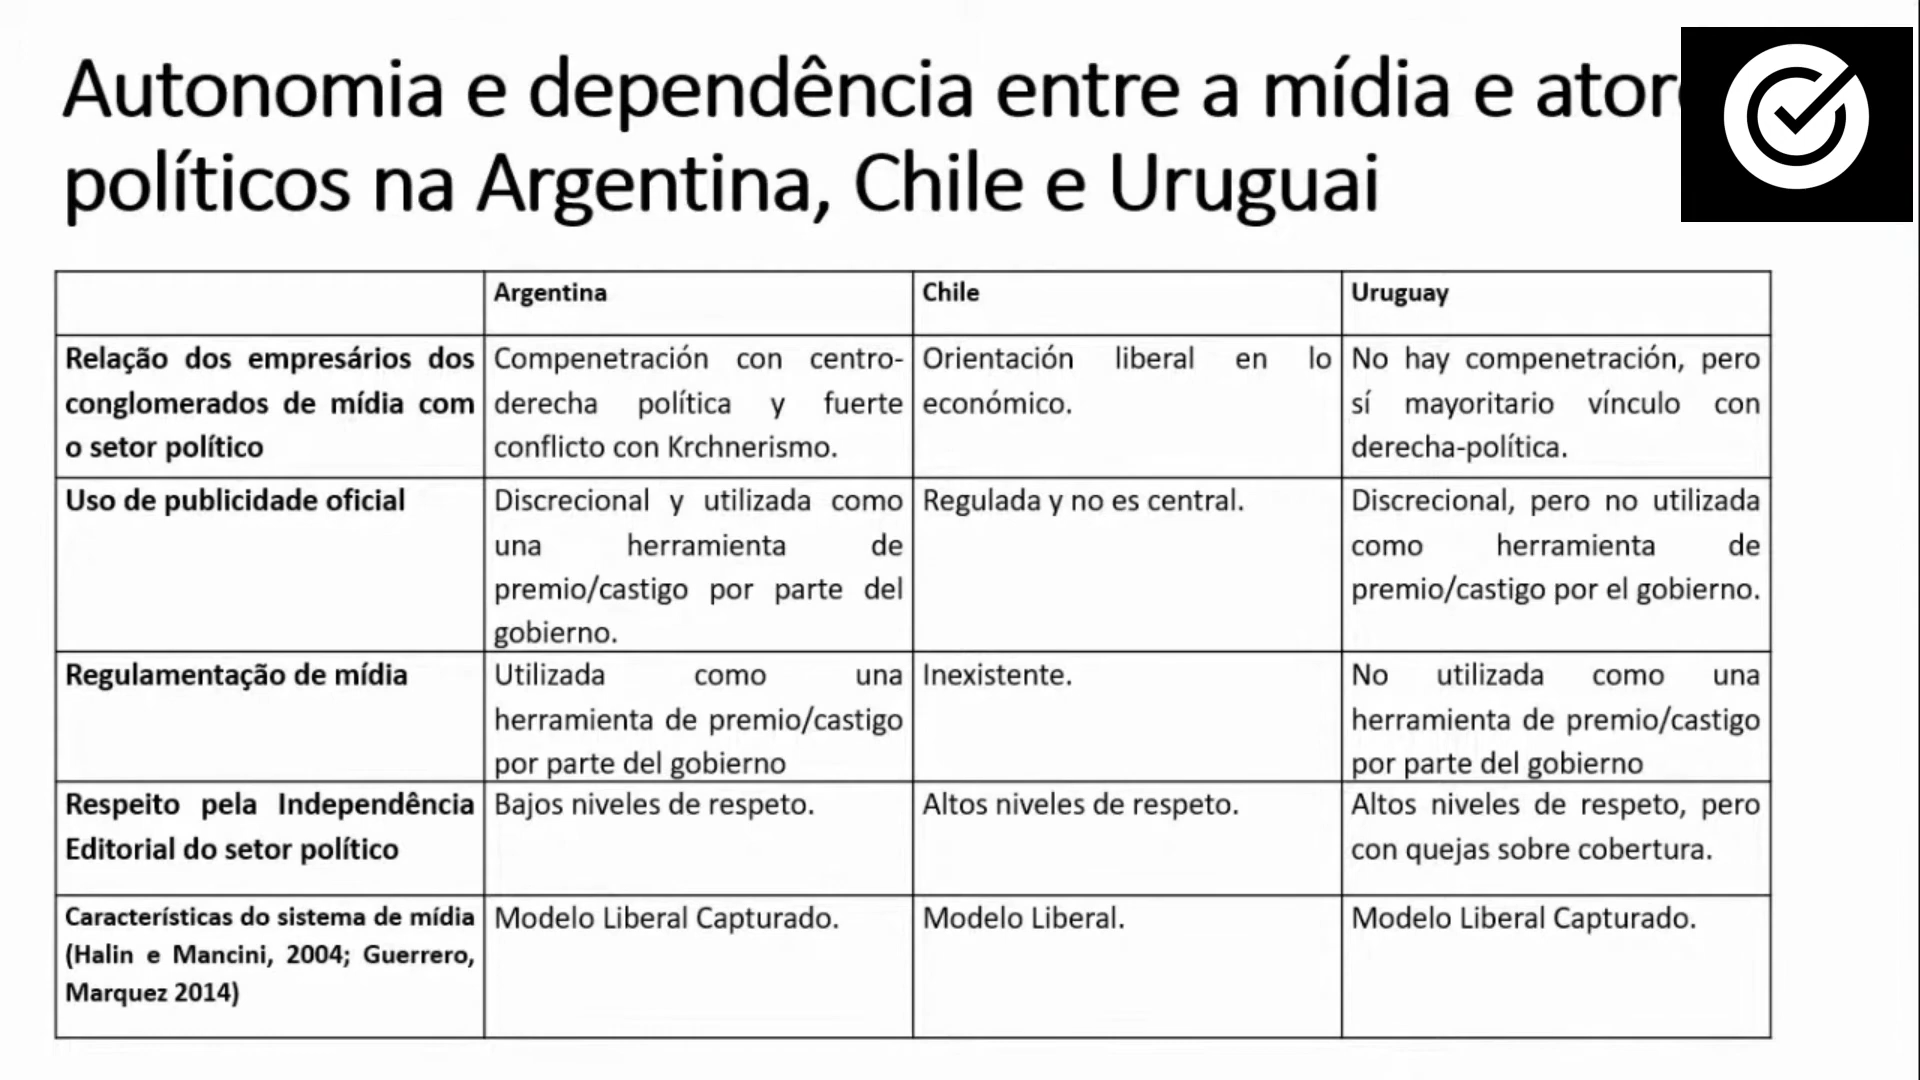 Autonomia e dependência entre a mídia e
políticos na Argentina, Chile e Uruguai
Argentina
Chile
Uruguay
Relação dos empresários dos
conglomerados de mídia com
o setor político
Compenetración con centro-
derecha política y fuerte
conflicto con Krchnerismo.
Orientación liberal en lo
económico.
No hay compenetración, pero
sí mayoritario vínculo con
derecha-política.
Uso de publicidade oficial
Discrecional y utilizada como
una herramienta de
premio/castigo por parte del
gobierno.
Regulada y no es central.
Discrecional, pero no utilizada
como herramienta de
premio/castigo por el gobierno.
Regulamentação de mídia
Utilizada como una
herramienta de premio/castigo
por parte del gobierno
Inexistente.
No utilizada como una
herramienta de premio/castigo
por parte del gobierno
Respeito pela Independência
Editorial do setor político
Bajos niveles de respeto.
Altos niveles de respeto.
Altos niveles de respeto, pero
con quejas sobre cobertura.
Características do sistema de mídia
(Halin e Mancini, 2004; Guerrero,
Marquez 2014)
Modelo Liberal Capturado.
Modelo Liberal.
Modelo Liberal Capturado.